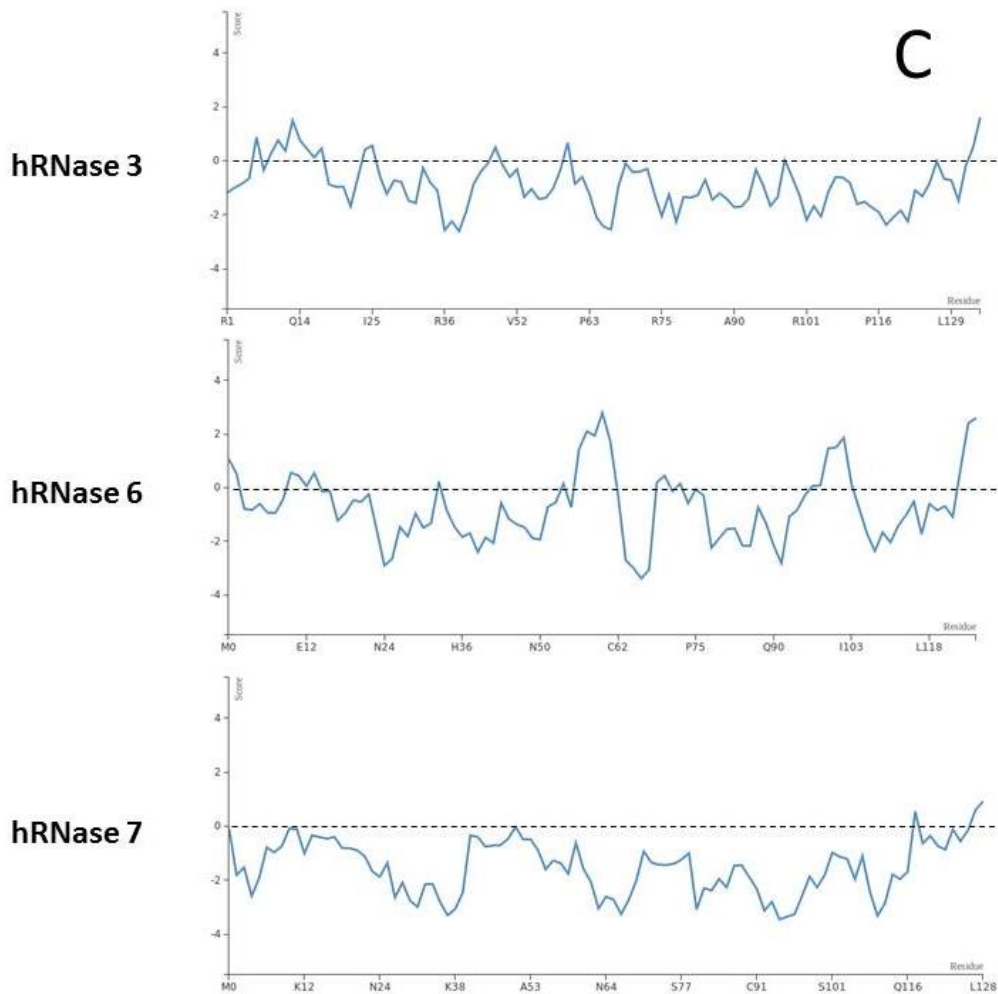 C
hRNase 3
Score
4
2
0
-2
-4
Residue
R1 Q14 I25 R36 V52 P63 R75 A90 R101 P116 L129
hRNase 6
Score
4
2
0
-2
-4
Residue
M0 E12 N24 H36 N50 C62 P75 Q90 I103 L118
hRNase 7
Score
4
2
0
-2
-4
Residue
M0 K12 N24 K38 A53 N64 S77 C91 S101 Q116 L128